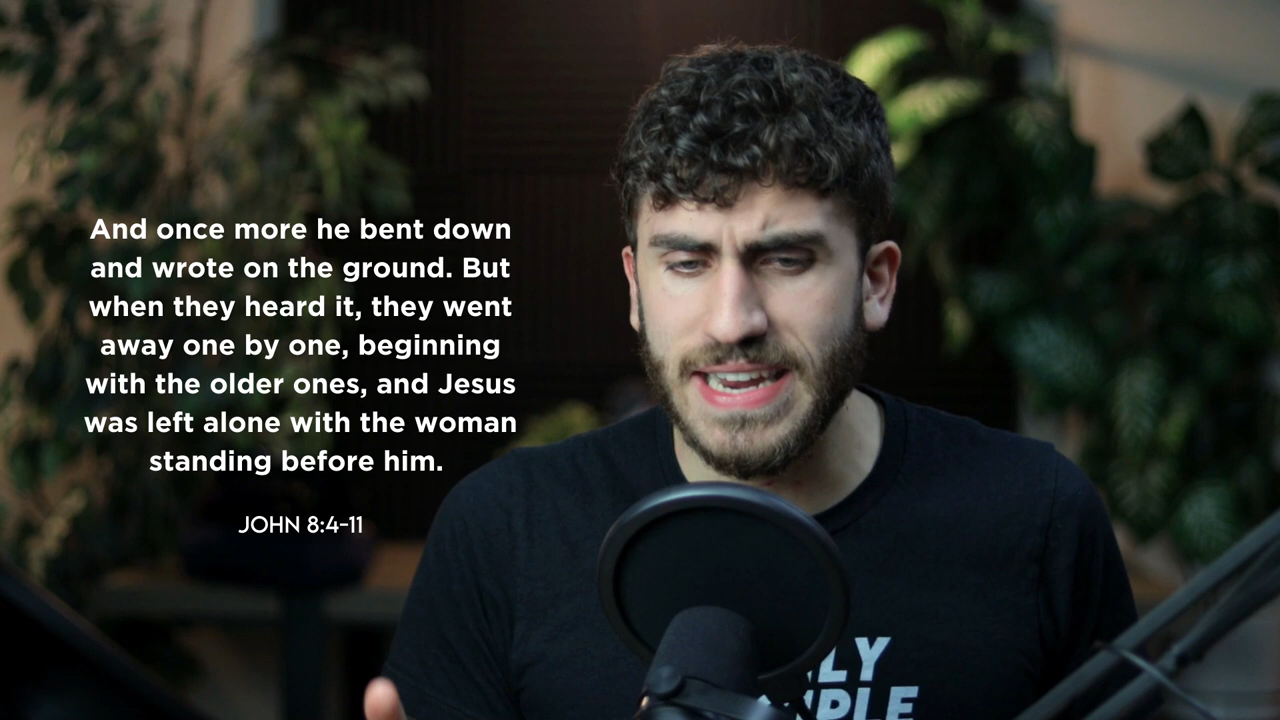 And once more he bent down
and wrote on the ground. But
when they heard it, they went
away one by one, beginning
with the older ones, and Jesus
was left alone with the woman
standing before him.
JOHN 8:4-11